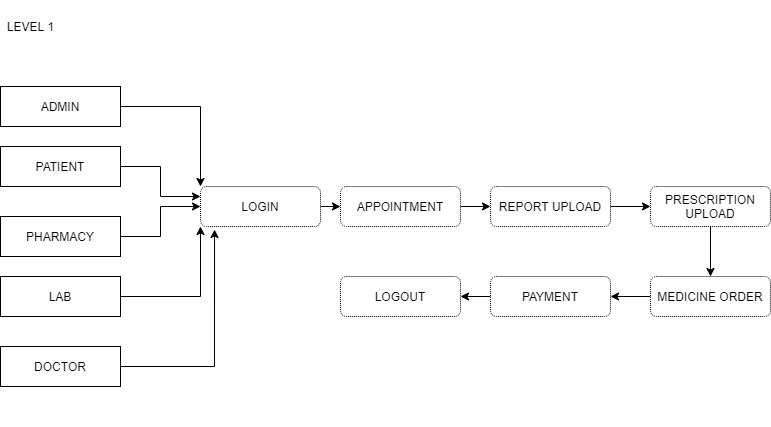 LEVEL 1
ADMIN
PATIENT
PHARMACY
LAB
DOCTOR
LOGIN
APPOINTMENT
REPORT UPLOAD
PRESCRIPTION
UPLOAD
MEDICINE ORDER
PAYMENT
LOGOUT